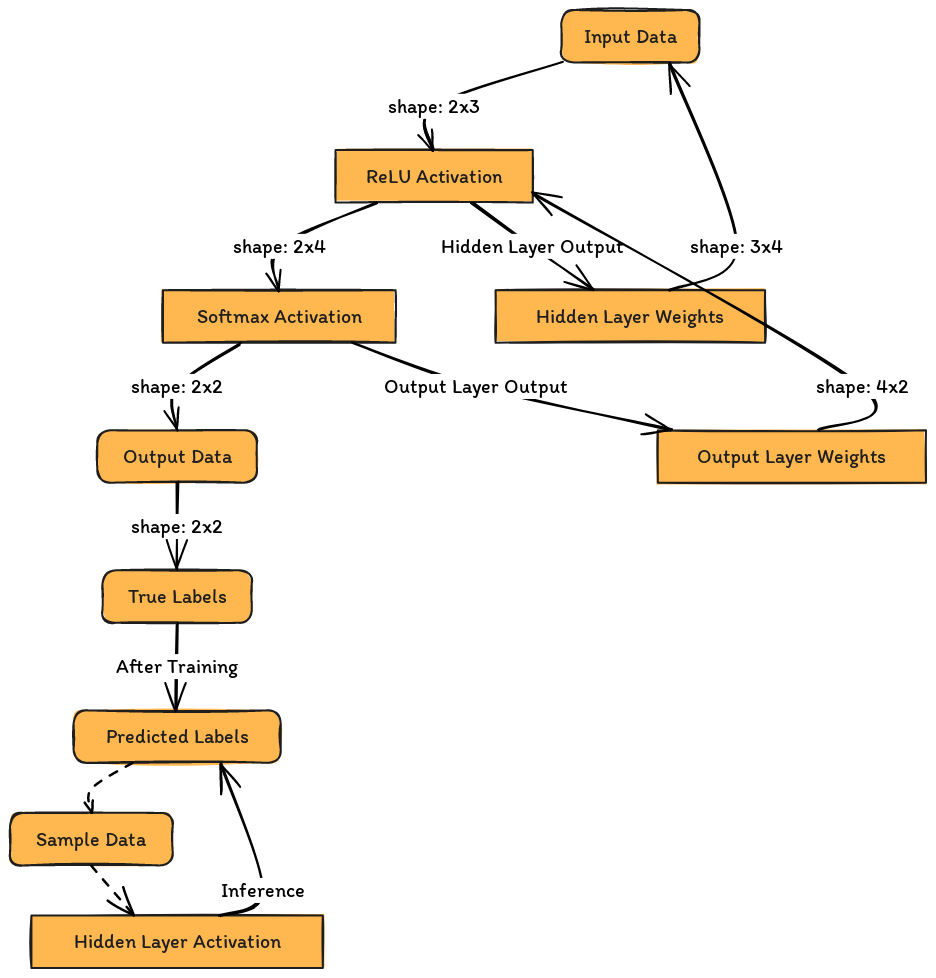 Input Data
shape: 2x3
ReLU Activation
shape: 2x4
Hidden Layer Output
shape: 3x4
Softmax Activation
Hidden Layer Weights
shape: 2x2
Output Layer Output
shape: 4x2
Output Data
Output Layer Weights
shape: 2x2
True Labels
After Training
Predicted Labels
Sample Data
Inference
Hidden Layer Activation